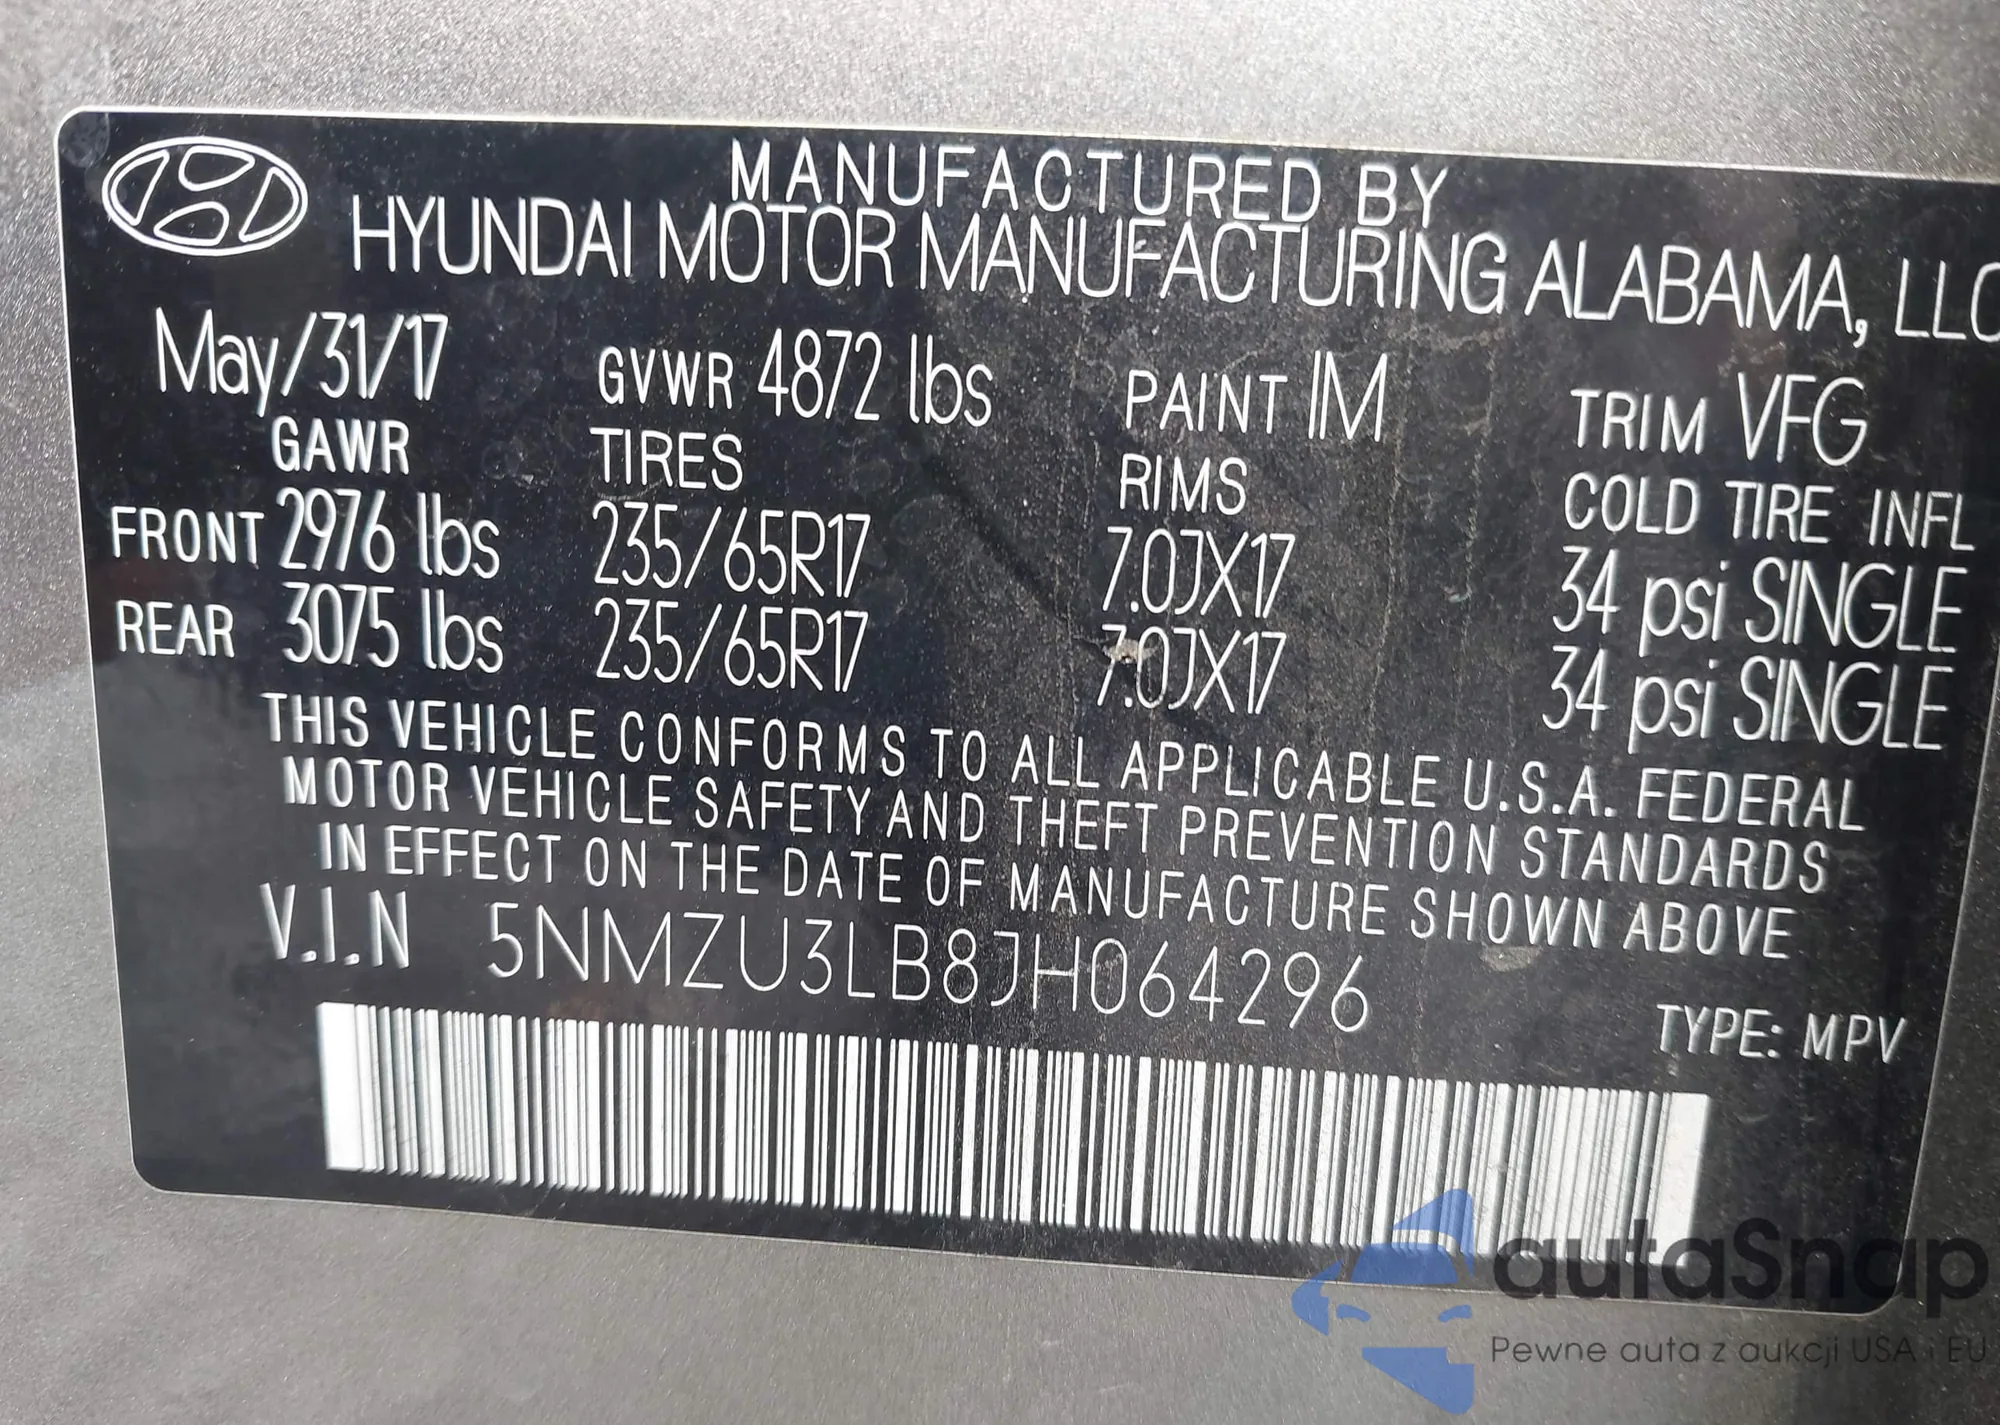 MANUFACTURED BY
HYUNDAI MOTOR MANUFACTURING ALABAMA, LLC
May/31/17 GVWR 4872 lbs PAINT IM TRIM VFG
GAWR TIRES RIMS COLD TIRE INFL
FRONT 2976 lbs 235/65R17 7.0JX17 34 psi SINGLE
REAR 3075 lbs 235/65R17 7.0JX17 34 psi SINGLE
THIS VEHICLE CONFORMS TO ALL APPLICABLE U.S.A. FEDERAL
MOTOR VEHICLE SAFETY AND THEFT PREVENTION STANDARDS
IN EFFECT ON THE DATE OF MANUFACTURE SHOWN ABOVE
V.I.N 5NMZU3LB8JH064296
TYPE: MPV
autaSnap
Pewne auta z aukcji USA i EU